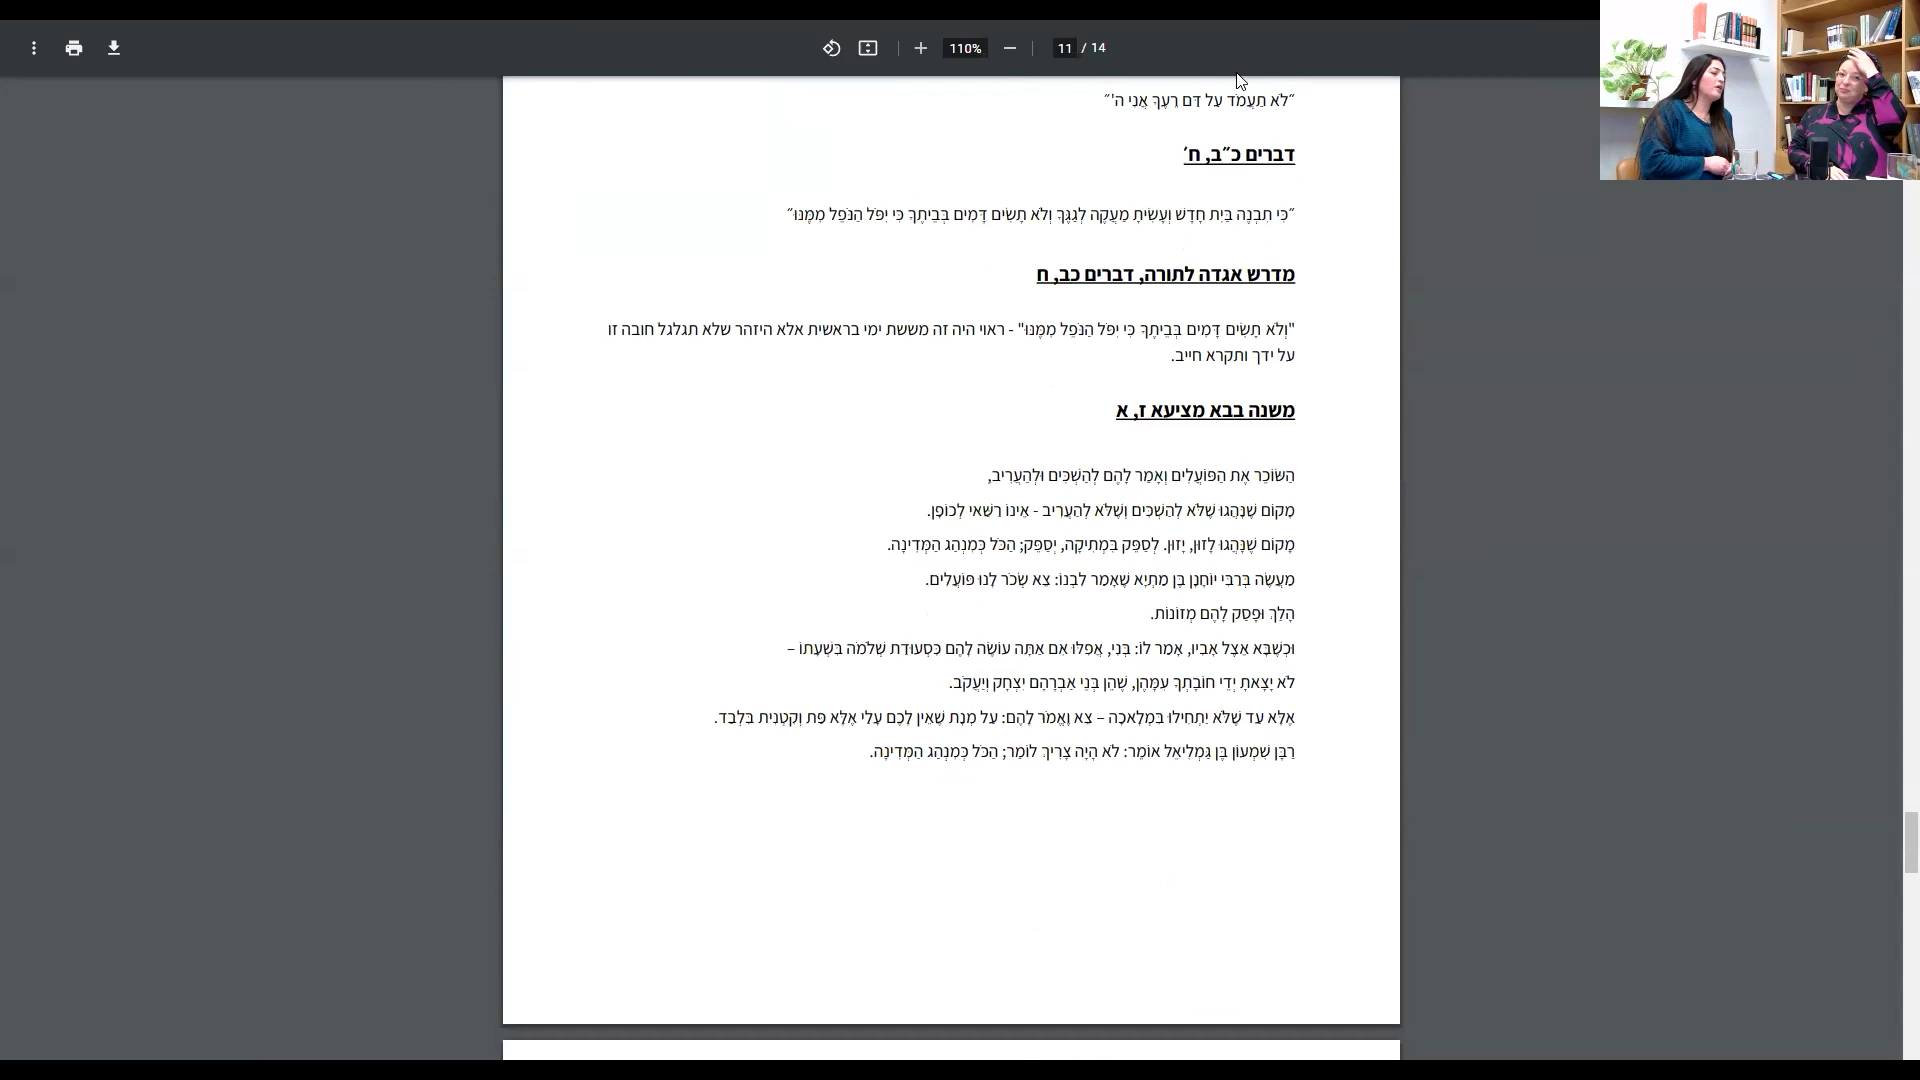 110%
11 / 14
״לֹא תַעֲמֹד עַל דַּם רֵעֶךָ אֲנִי ה'״
דברים כ״ב, ח׳
״כִּי תִבְנֶה בַּיִת חָדָשׁ וְעָשִׂיתָ מַעֲקֶה לְגַגֶּךָ וְלֹא תָשִׂים דָּמִים בְּבֵיתֶךָ כִּי יִפֹּל הַנֹּפֵל מִמֶּנּוּ״
מדרש אגדה לתורה, דברים כב, ח
"וְלֹא תָשִׂים דָּמִים בְּבֵיתֶךָ כִּי יִפֹּל הַנֹּפֵל מִמֶּנּוּ" - ראוי היה זה מששת ימי בראשית אלא היזהר שלא תגלגל חובה זו
על ידך ותקרא חייב.
משנה בבא מציעא ז, א
הַשּׂוֹכֵר אֶת הַפּוֹעֲלִים וְאָמַר לָהֶם לְהַשְׁכִּים וּלְהַעֲרִיב,
מָקוֹם שֶׁנָּהֲגוּ שֶׁלֹּא לְהַשְׁכִּים וְשֶׁלֹּא לְהַעֲרִיב - אֵינוֹ רַשַּׁאי לְכוֹפָן.
מָקוֹם שֶׁנָּהֲגוּ לָזוּן, יָזוּן. לְסַפֵּק בִּמְתִיקָה, יְסַפֵּק; הַכֹּל כְּמִנְהַג הַמְּדִינָה.
מַעֲשֶׂה בְּרַבִּי יוֹחָנָן בֶּן מַתְיָא שֶׁאָמַר לִבְנוֹ: צֵא שְׂכֹר לָנוּ פּוֹעֲלִים.
הָלַךְ וּפָסַק לָהֶם מְזוֹנוֹת.
וּכְשֶׁבָּא אֵצֶל אָבִיו, אָמַר לוֹ: בְּנִי, אֲפִלּוּ אִם אַתָּה עוֹשֶׂה לָהֶם כִּסְעוּדַת שְׁלֹמֹה בִּשְׁעָתוֹ –
לֹא יָצָאתָ יְדֵי חוֹבָתְךָ עִמָּהֶן, שֶׁהֵן בְּנֵי אַבְרָהָם יִצְחָק וְיַעֲקֹב.
אֶלָּא עַד שֶׁלֹּא יַתְחִילוּ בִּמְלָאכָה – צֵא וֶאֱמֹר לָהֶם: עַל מְנָת שֶׁאֵין לָכֶם עָלַי אֶלָּא פַּת וְקִטְנִית בִּלְבַד.
רַבָּן שִׁמְעוֹן בֶּן גַּמְלִיאֵל אוֹמֵר: לֹא הָיָה צָרִיךְ לוֹמַר; הַכֹּל כְּמִנְהַג הַמְּדִינָה.